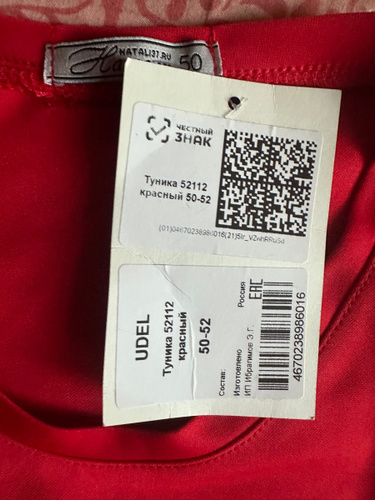 NATALI37.RU
50
ЧЕСТНЫЙ
ЗНАК
Туника 52112
красный 50-52
UDEL
Туника 52112
красный
50-52
Состав:
Изготовлено
ИП Ибрагимов Э.Г.
Россия
EAC
4670238986016